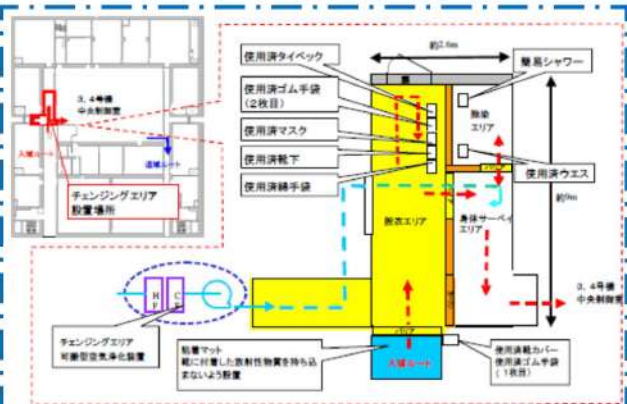 3，4号機
中央制御室
入域ルート
退域ルート
チェンジングエリア
設置場所
使用済タイベック
使用済ゴム手袋
（2枚目）
使用済マスク
使用済靴下
使用済綿手袋
約2.6m
簡易シャワー
除染
エリア
使用済ウエス
約9m
脱衣エリア
身体サーベイ
エリア
3，4号機
中央制御室
チェンジングエリア
可搬型空気浄化装置
粘着マット
靴に付着した放射性物質を持ち込
まないよう設置
バリア
入域ルート
使用済靴カバー
使用済ゴム手袋
（1枚目）